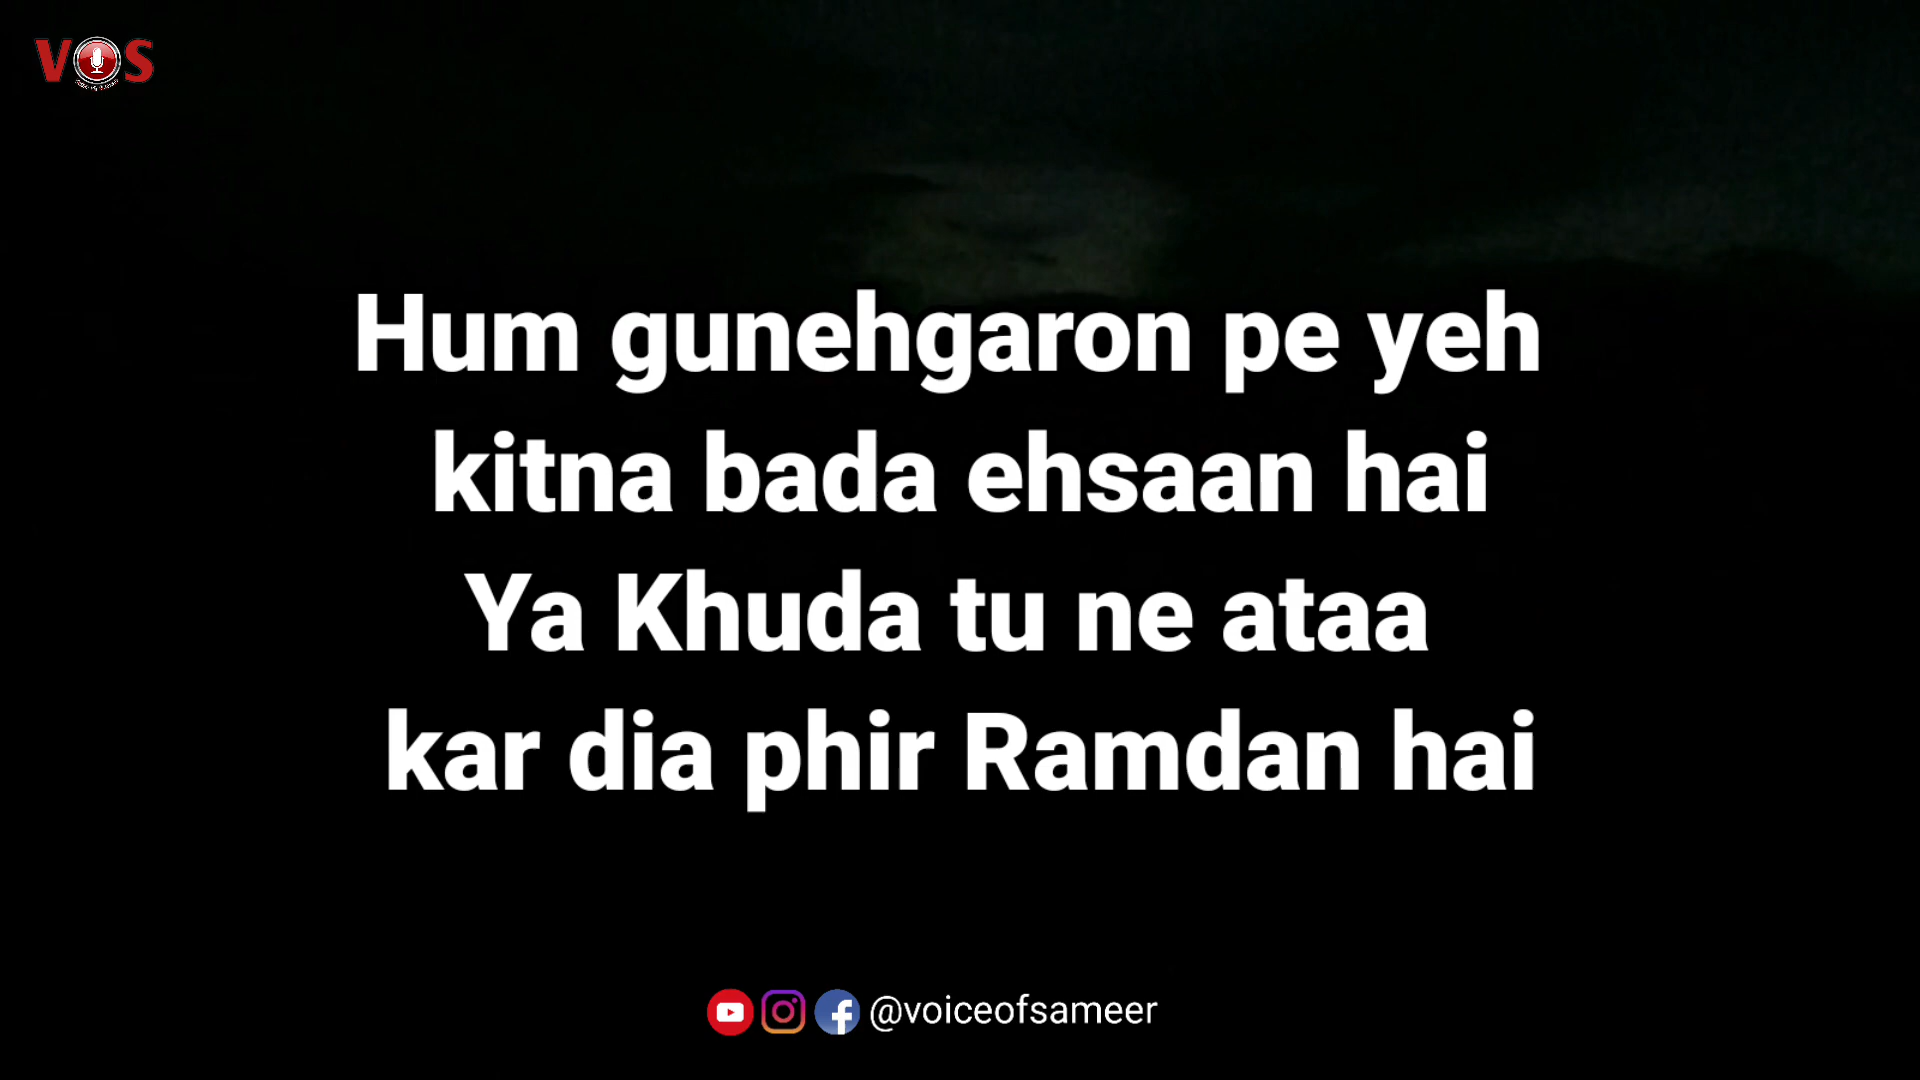 VOS
Hum gunehgaron pe yeh
kitna bada ehsaan hai
Ya Khuda tu ne ataa
kar dia phir Ramdan hai
@voiceofsameer